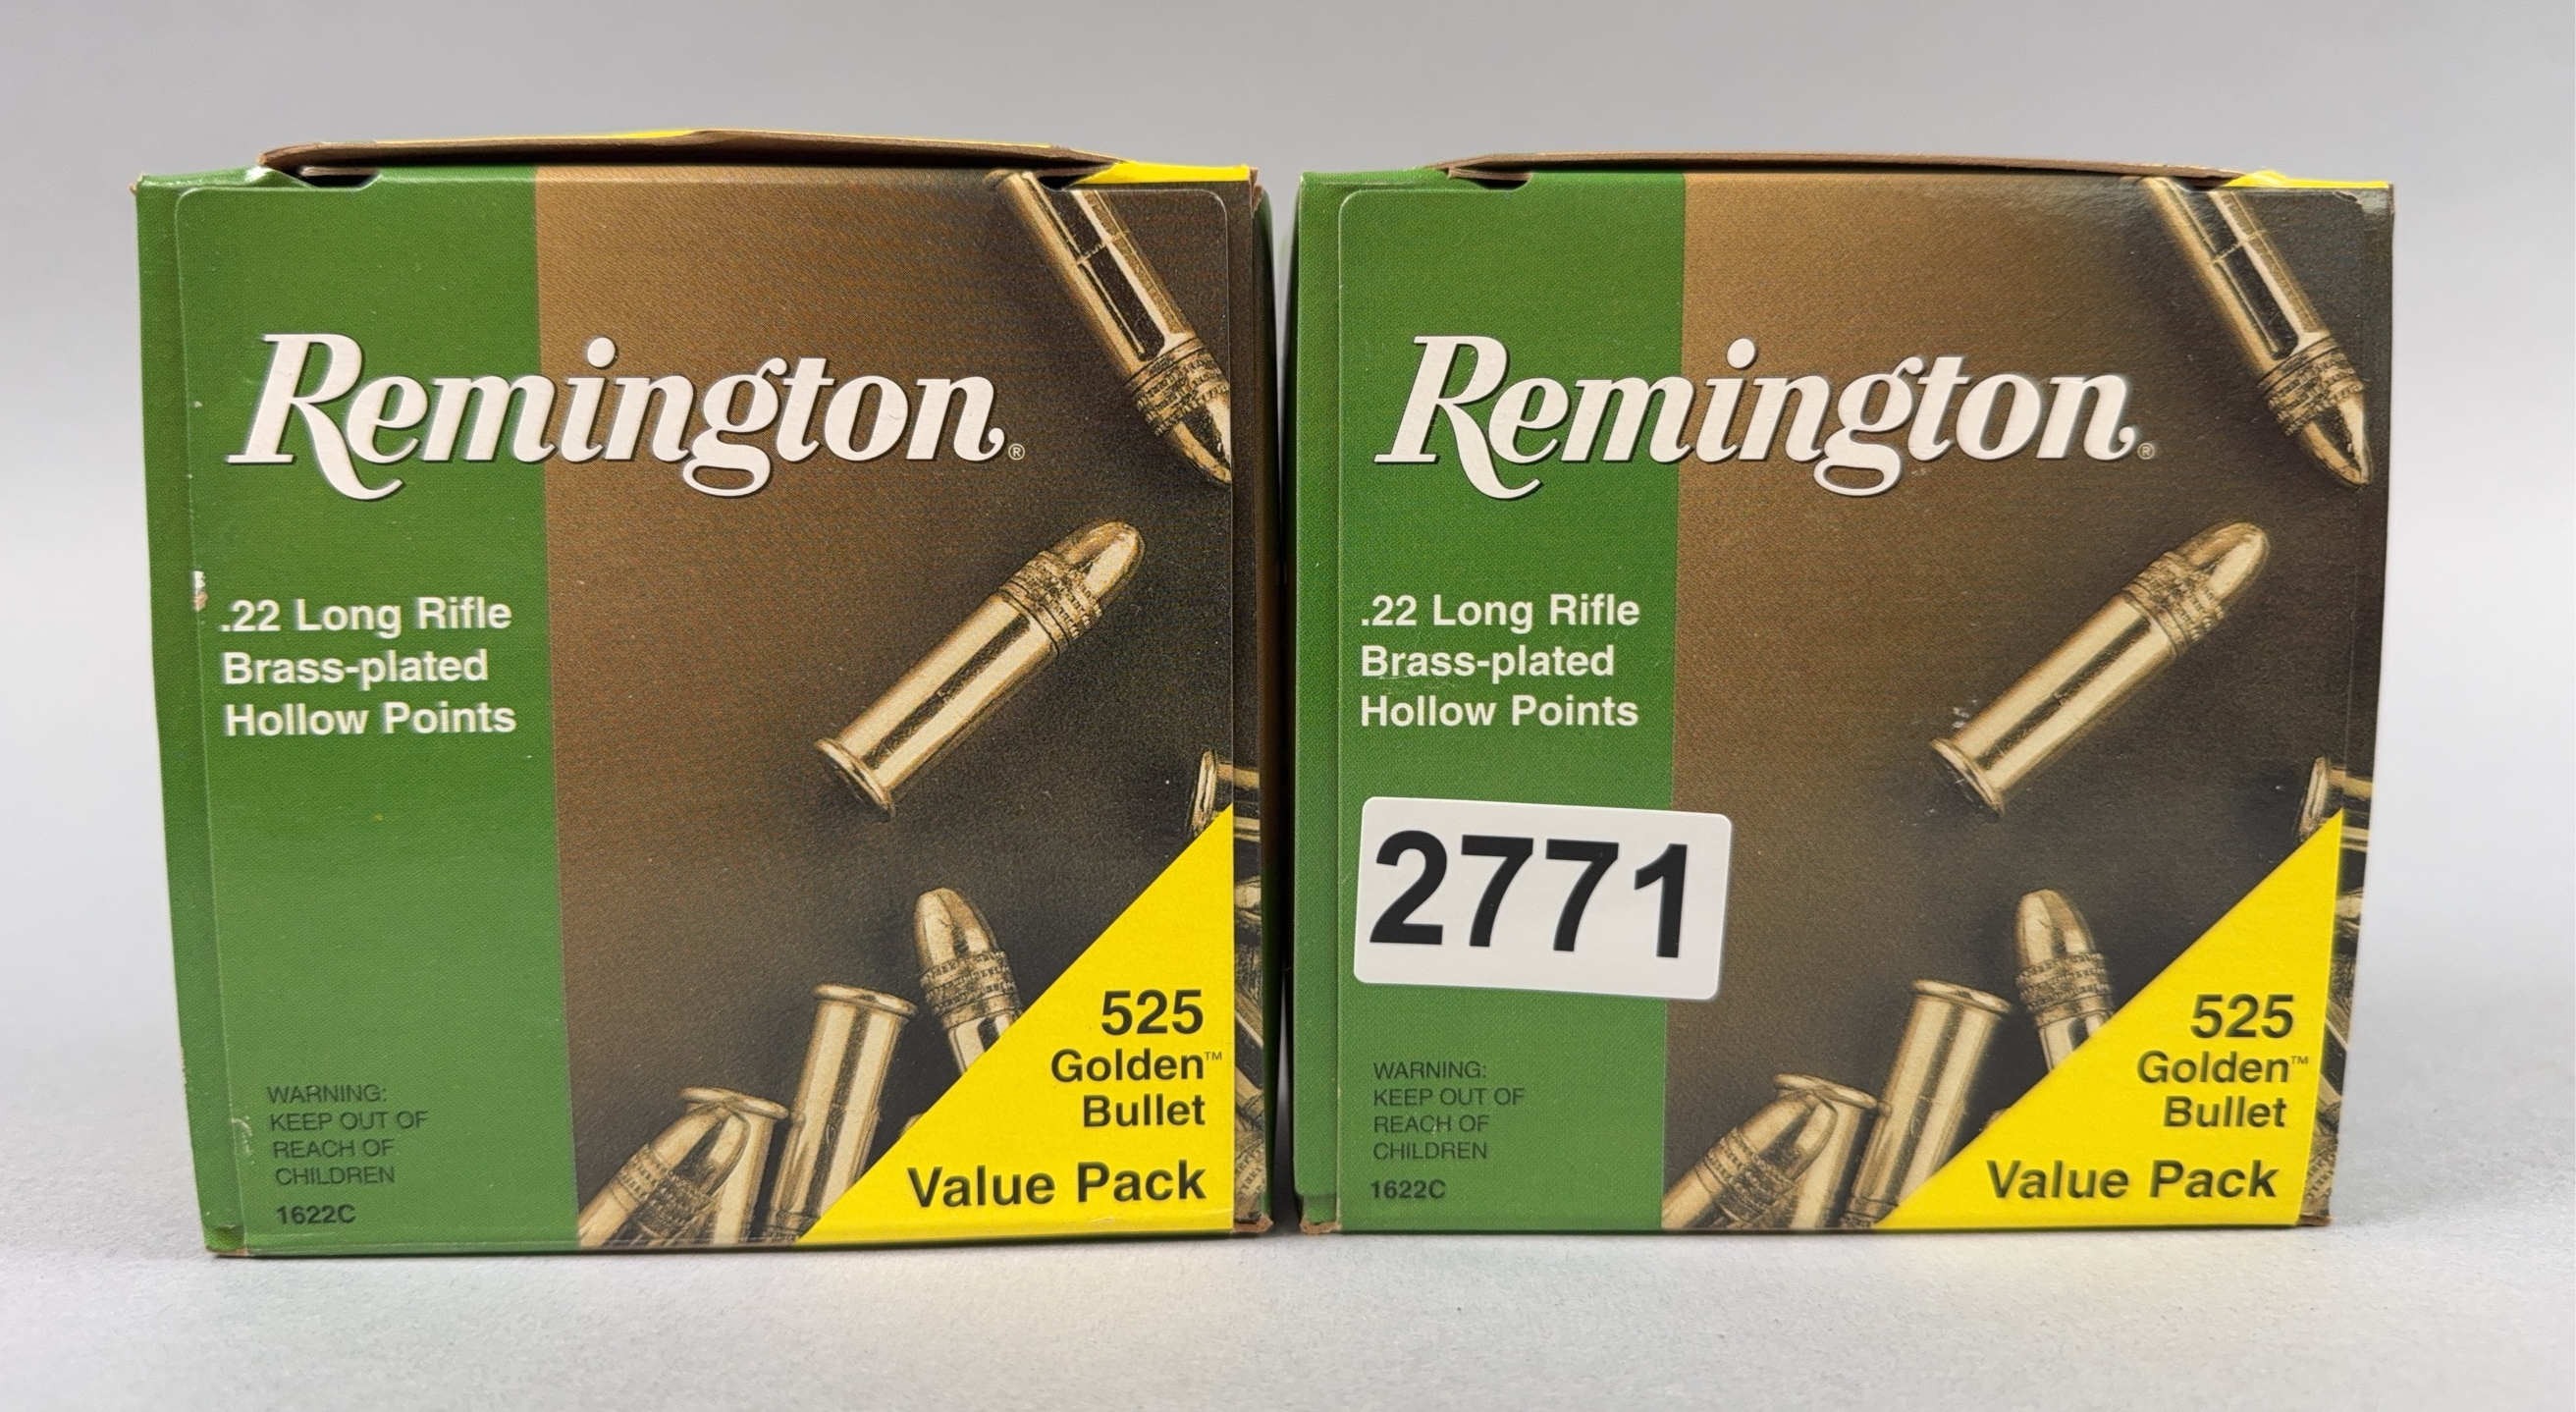 Remington®
.22 Long Rifle
Brass-plated
Hollow Points
WARNING:
KEEP OUT OF
REACH OF
CHILDREN
1622C
525
Golden™
Bullet
Value Pack
Remington®
.22 Long Rifle
Brass-plated
Hollow Points
2771
WARNING:
KEEP OUT OF
REACH OF
CHILDREN
1622C
525
Golden™
Bullet
Value Pack